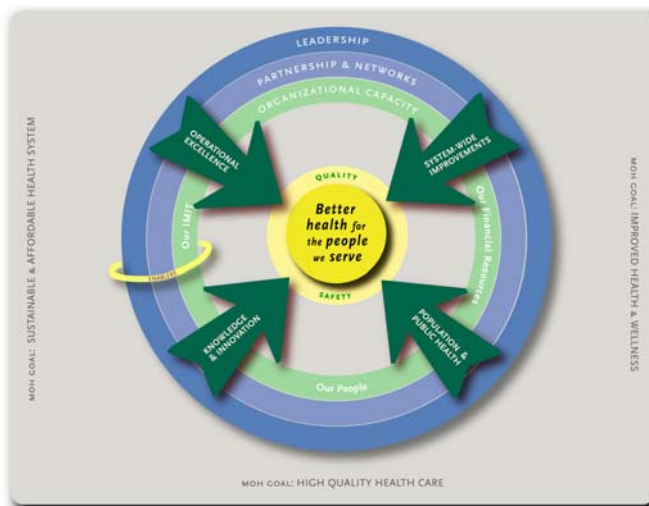 LEADERSHIP
PARTNERSHIP & NETWORKS
ORGANIZATIONAL CAPACITY
OPERATIONAL
EXCELLENCE
SYSTEM-WIDE
IMPROVEMENTS
QUALITY
Better
health for
the people
we serve
SAFETY
Our IMIT
Our Financial Resources
ENABLERS
KNOWLEDGE
& INNOVATION
POPULATION &
PUBLIC HEALTH
Our People
MOH GOAL: SUSTAINABLE & AFFORDABLE HEALTH SYSTEM
MOH GOAL: IMPROVED HEALTH & WELLNESS
MOH GOAL: HIGH QUALITY HEALTH CARE